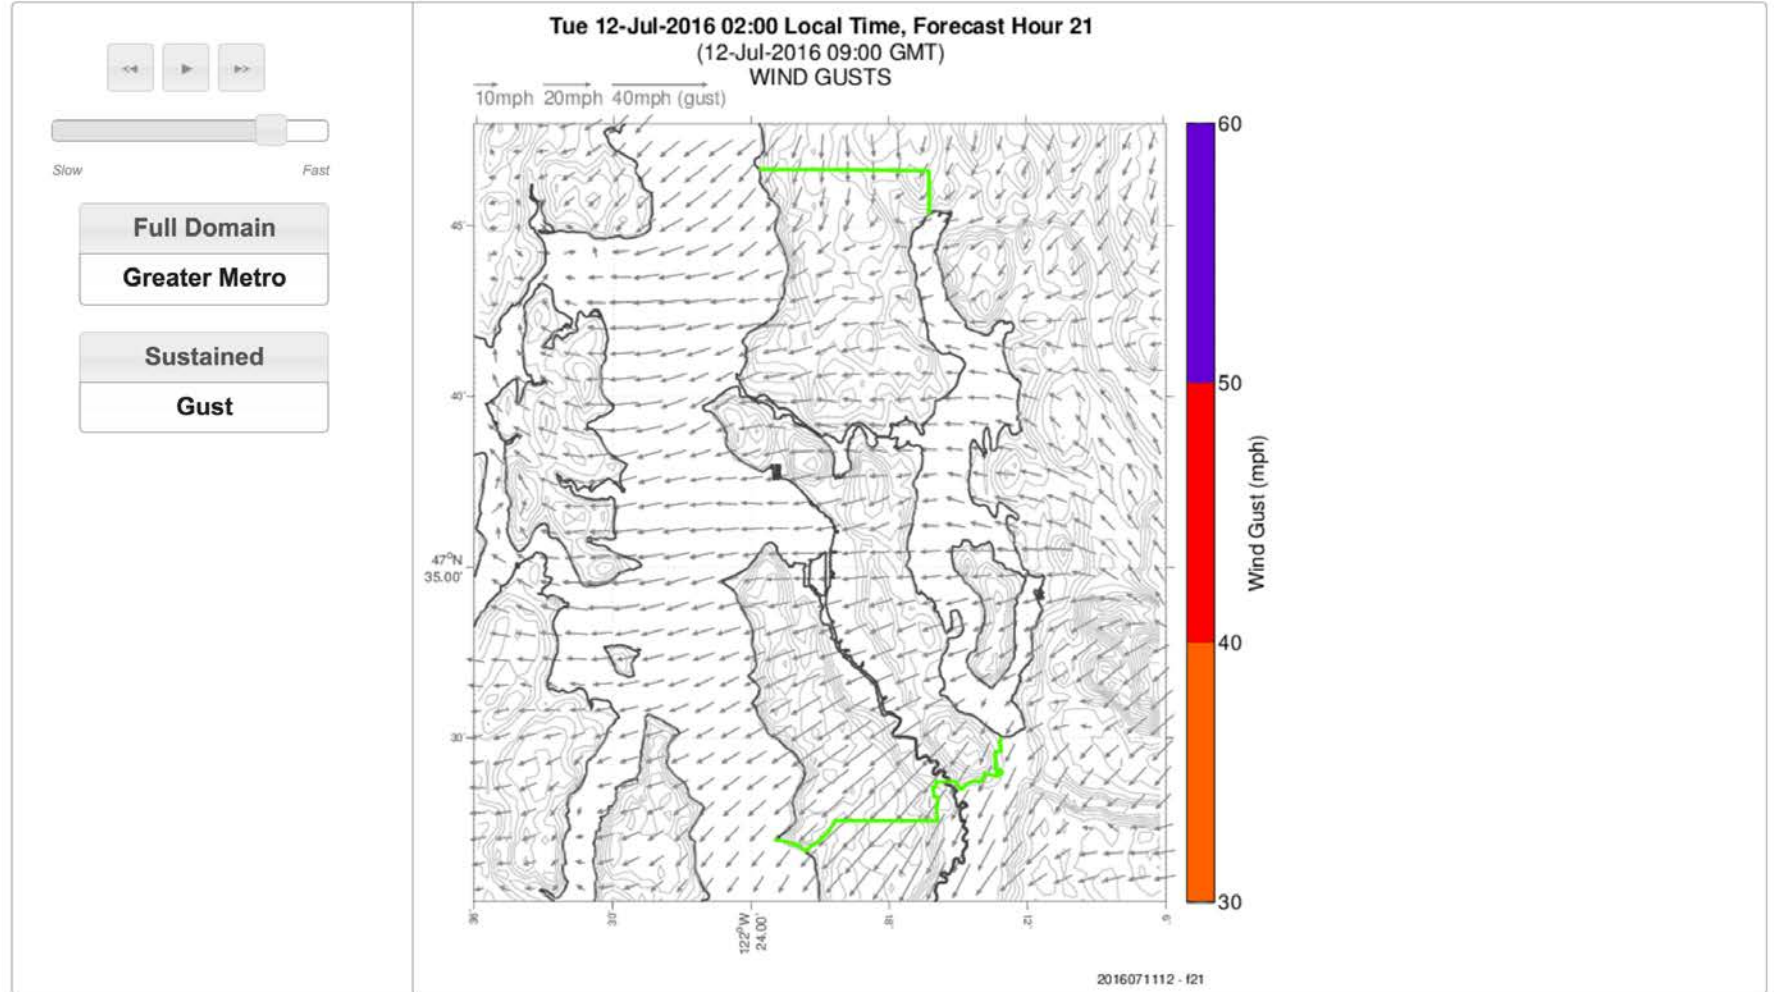 Slow
Fast
Full Domain
Greater Metro
Sustained
Gust
Tue 12-Jul-2016 02:00 Local Time, Forecast Hour 21
(12-Jul-2016 09:00 GMT)
WIND GUSTS
10mph 20mph 40mph (gust)
45'
40'
47°N
35.00'
30'
36'
30'
122°W
24.00'
18'
12'
6'
60
50
40
30
Wind Gust (mph)
2016071112 - f21